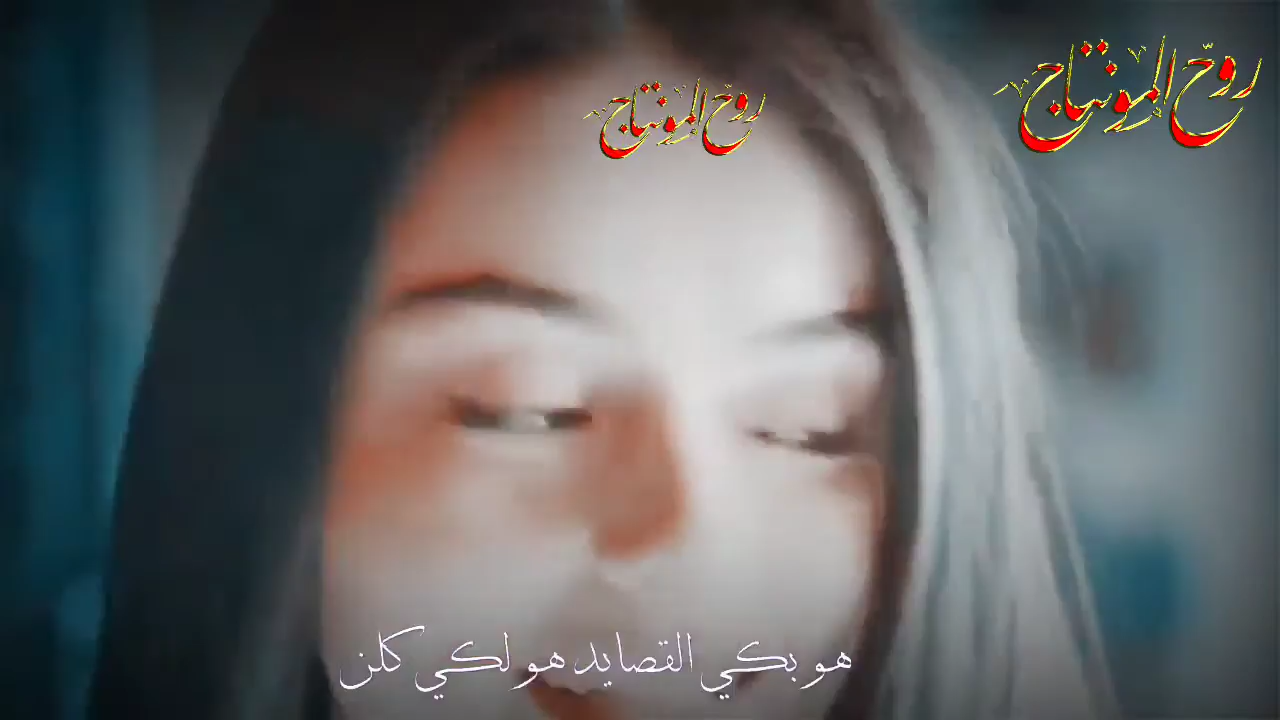 روح المونتاج
روح المونتاج
هو بكي القصايد هو لكي كلن